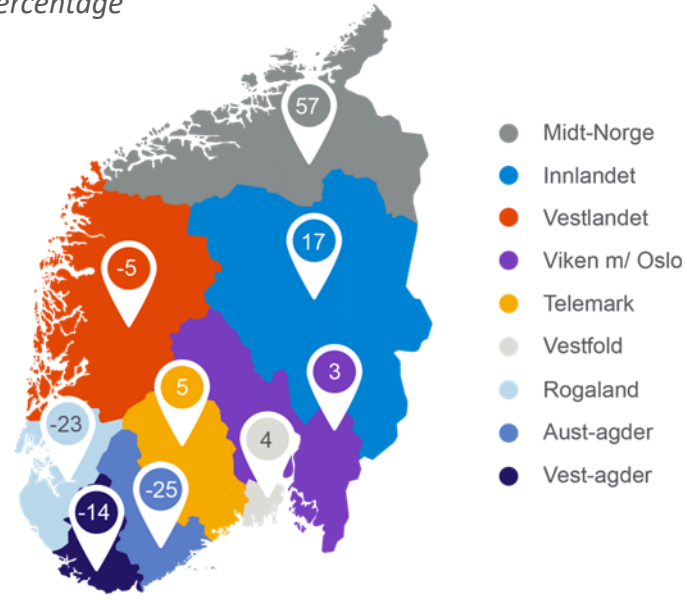 57
17
-5
3
5
-23
4
-25
-14
Midt-Norge
Innlandet
Vestlandet
Viken m/ Oslo
Telemark
Vestfold
Rogaland
Aust-agder
Vest-agder